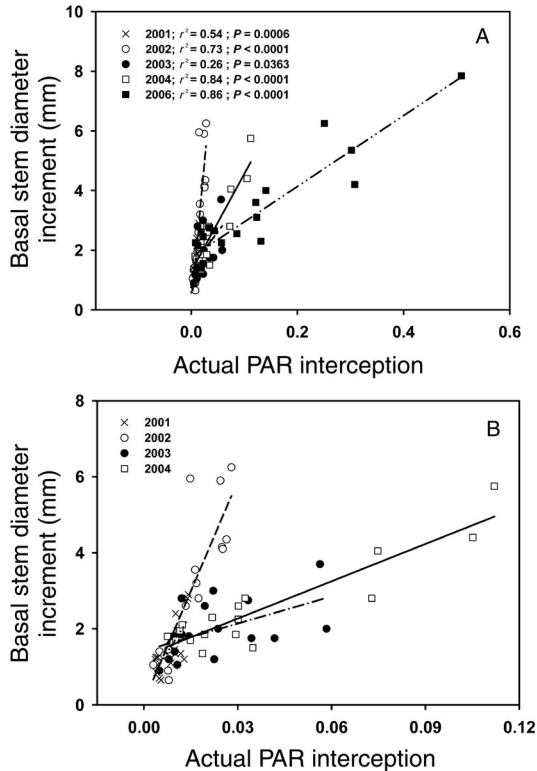 A
× 2001; r² = 0.54 ; P = 0.0006
○ 2002; r² = 0.73 ; P < 0.0001
● 2003; r² = 0.26 ; P = 0.0363
□ 2004; r² = 0.84 ; P < 0.0001
■ 2006; r² = 0.86 ; P < 0.0001
10
8
6
4
2
0
Basal stem diameter
increment (mm)
0.0
0.2
0.4
0.6
Actual PAR interception
B
× 2001
○ 2002
● 2003
□ 2004
8
6
4
2
0
Basal stem diameter
increment (mm)
0.00
0.03
0.06
0.09
0.12
Actual PAR interception